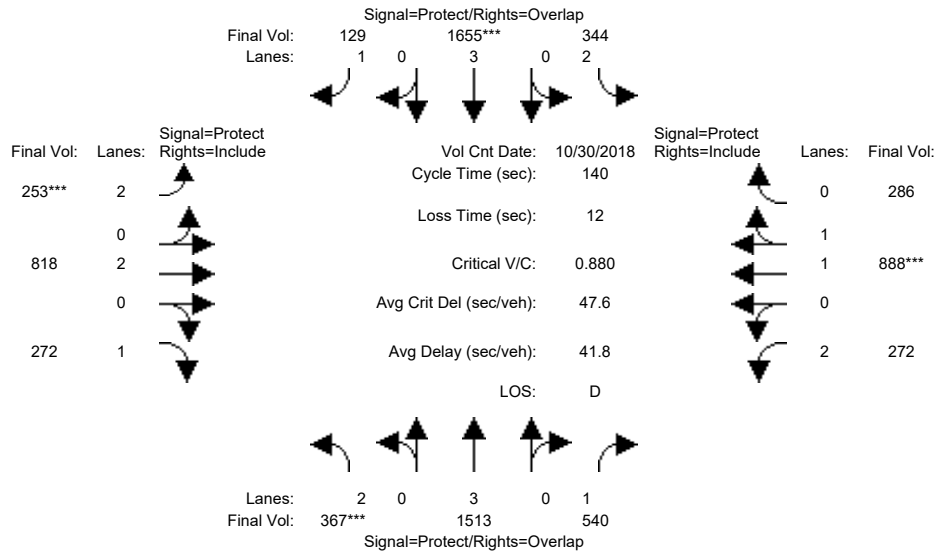 Signal=Protect/Rights=Overlap
Final Vol: 129 1655*** 344
Lanes: 1 0 3 0 2
Signal=Protect
Final Vol: Lanes: Rights=Include
Vol Cnt Date: 10/30/2018
Signal=Protect
Rights=Include Lanes: Final Vol:
Cycle Time (sec): 140
253*** 2
0 286
Loss Time (sec): 12
0
1
818 2
Critical V/C: 0.880
1 888***
0
Avg Crit Del (sec/veh): 47.6
0
272 1
Avg Delay (sec/veh): 41.8
2 272
LOS: D
Lanes: 2 0 3 0 1
Final Vol: 367*** 1513 540
Signal=Protect/Rights=Overlap